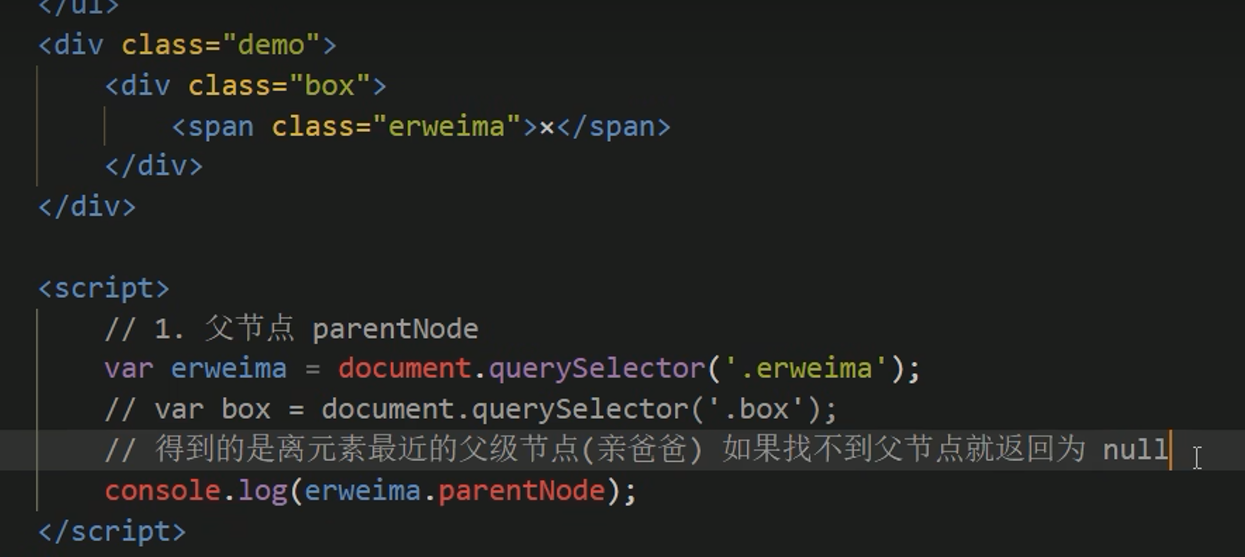 </ul>
<div class="demo">
<div class="box">
<span class="erweima">×</span>
</div>
</div>
<script>
// 1. 父节点 parentNode
var erweima = document.querySelector('.erweima');
// var box = document.querySelector('.box');
// 得到的是离元素最近的父级节点(亲爸爸) 如果找不到父节点就返回为 null
console.log(erweima.parentNode);
</script>